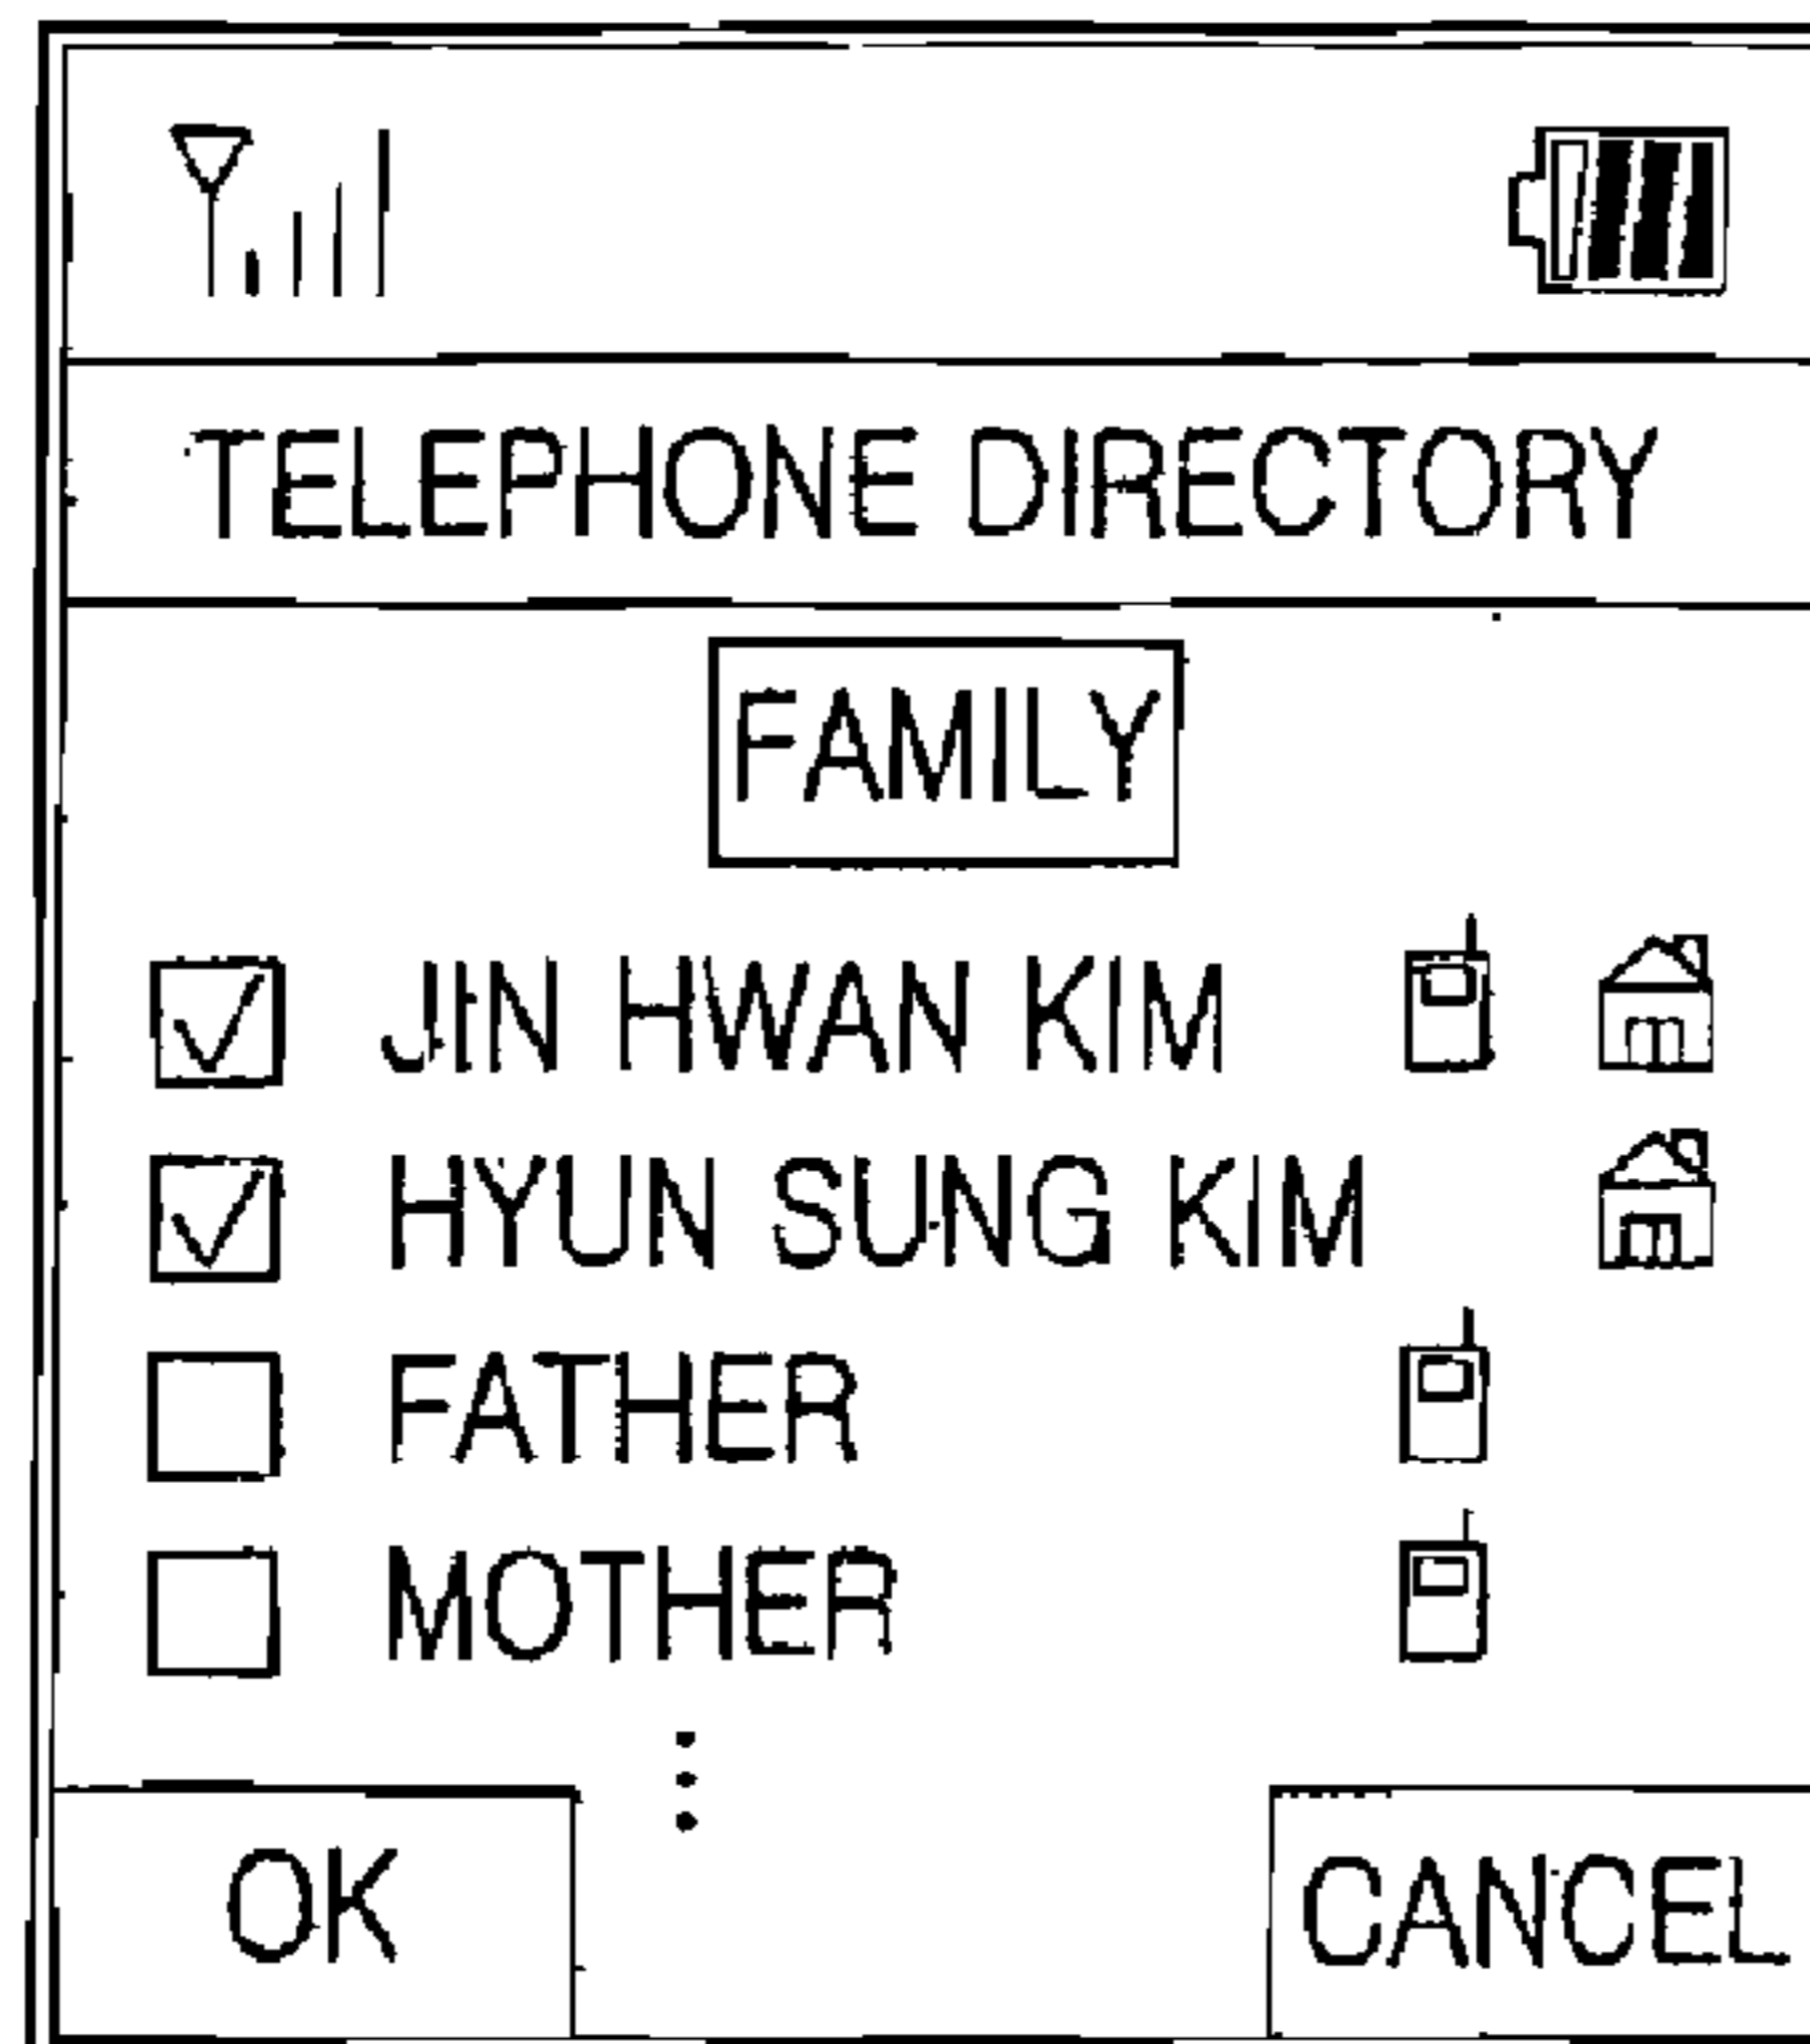 TELEPHONE DIRECTORY
FAMILY
JIN HWAN KIM
HYUN SUNG KIM
FATHER
MOTHER
OK CANCEL